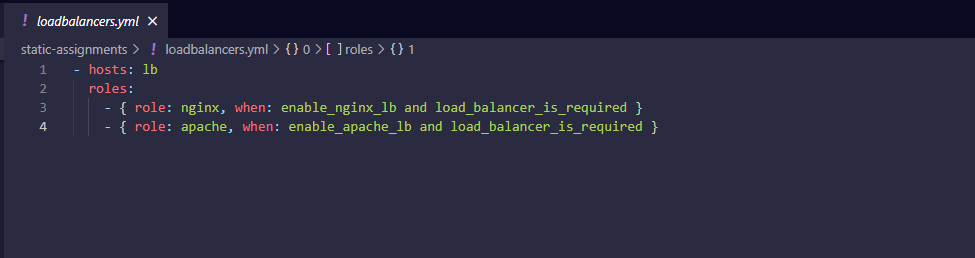 ! loadbalancers.yml ×
static-assignments > ! loadbalancers.yml > {} 0 > [ ] roles > {} 1
1 - hosts: lb
2 roles:
3 - { role: nginx, when: enable_nginx_lb and load_balancer_is_required }
4 - { role: apache, when: enable_apache_lb and load_balancer_is_required }